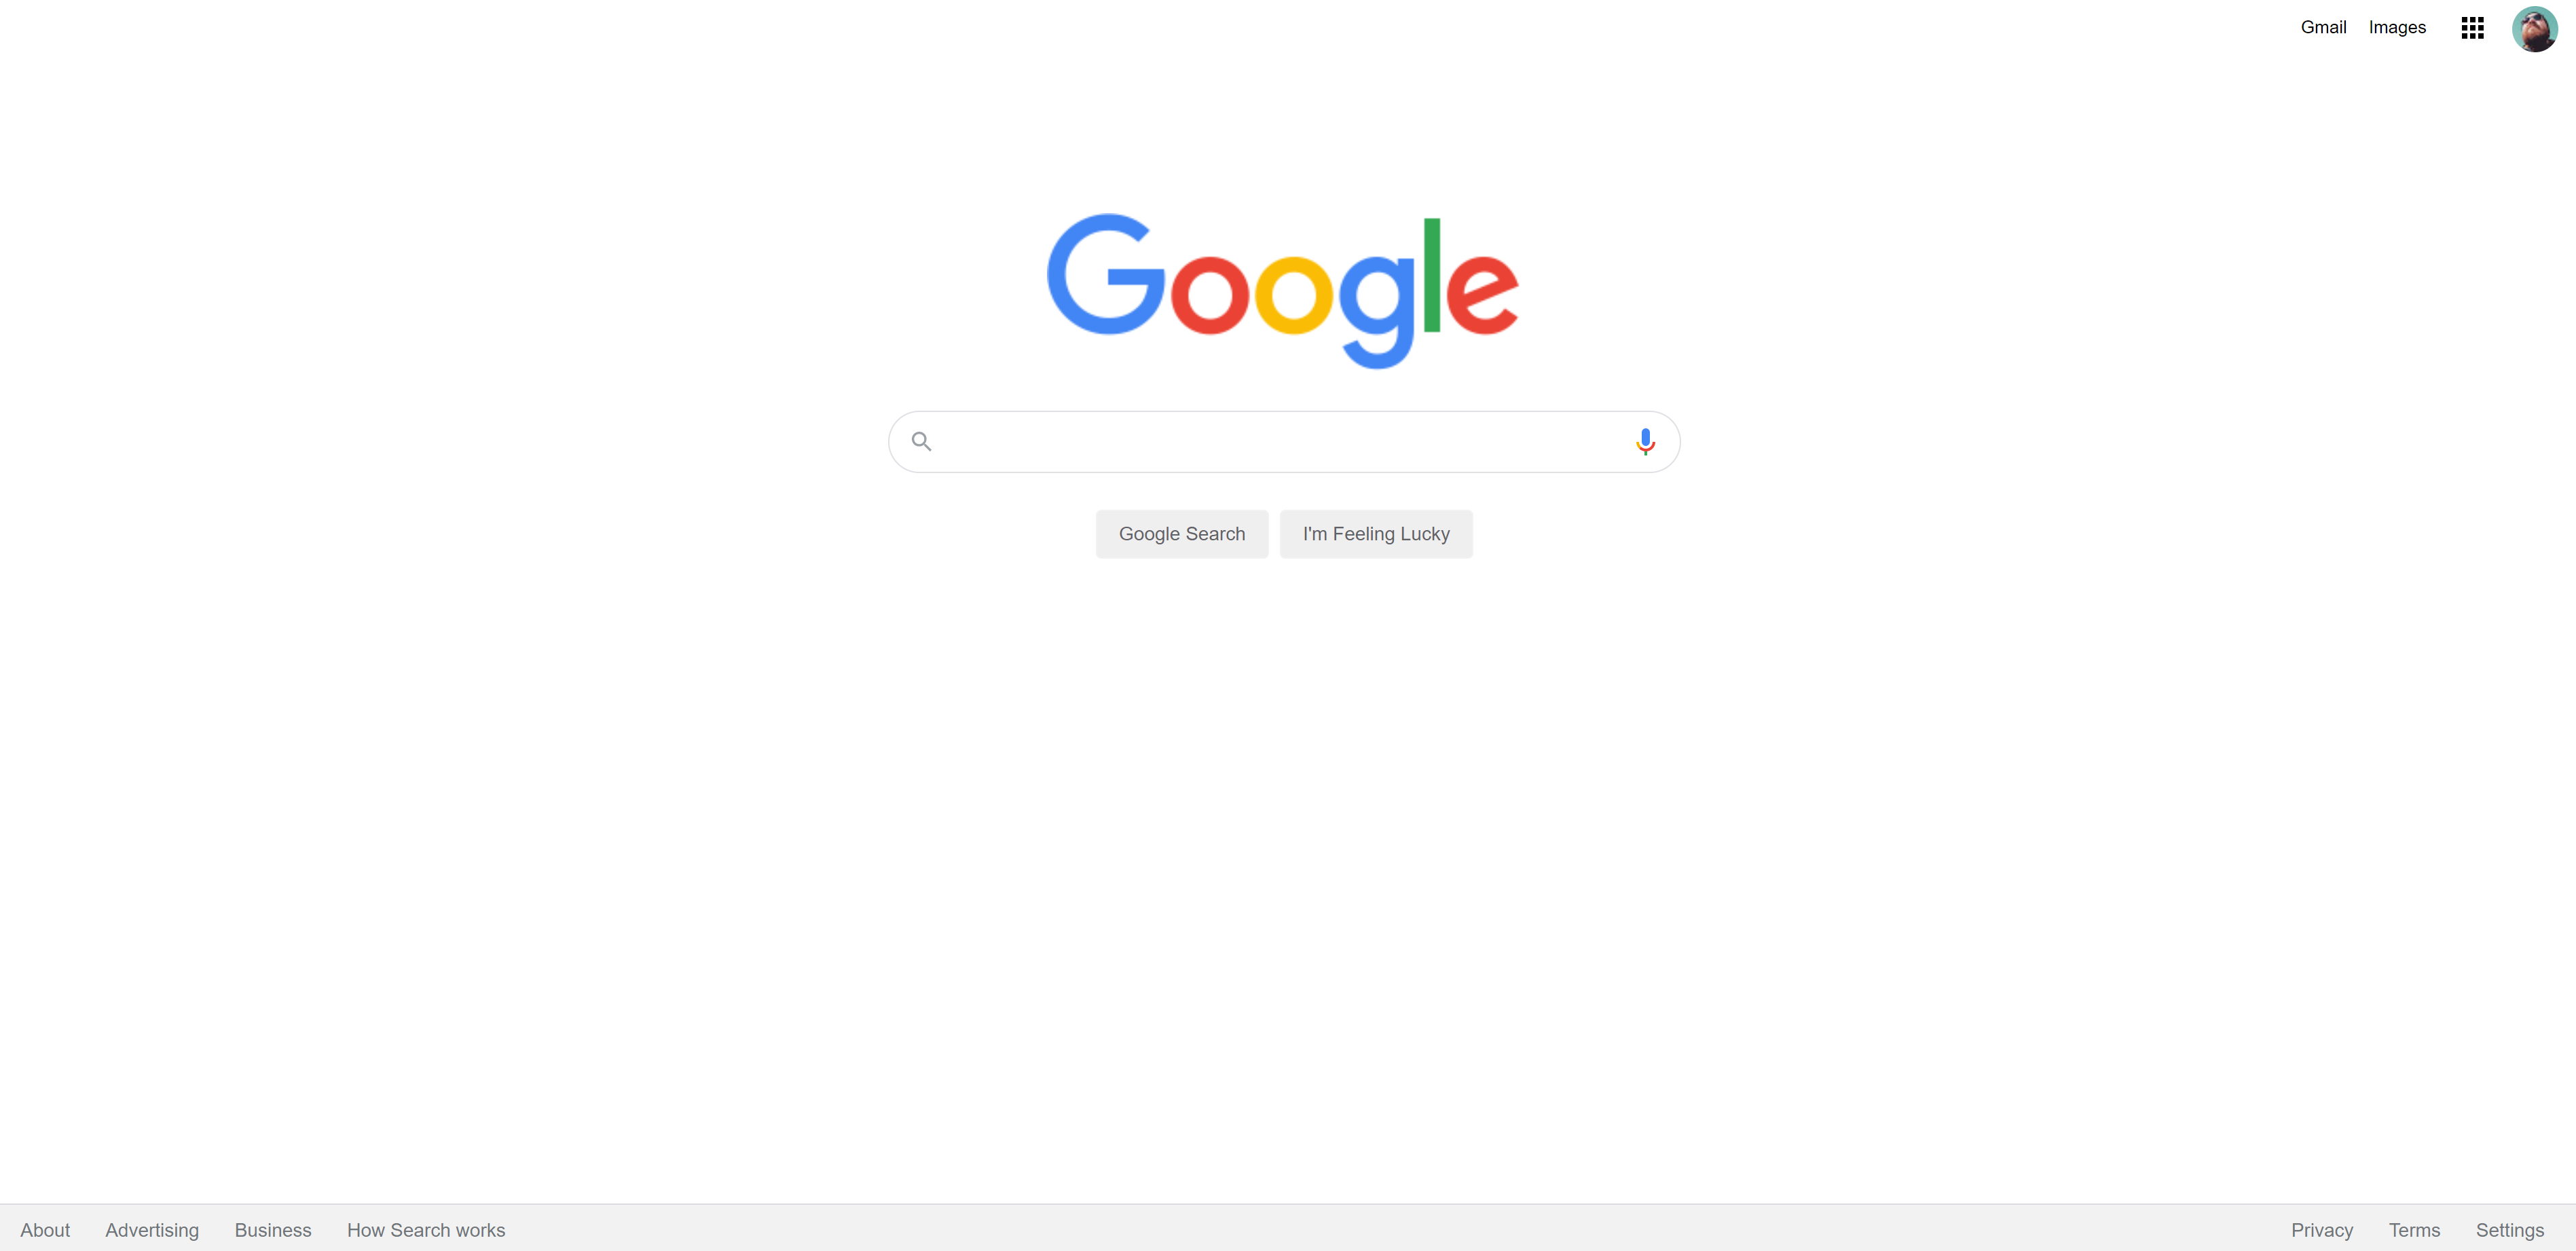 Gmail Images
Google
Google Search I'm Feeling Lucky
About Advertising Business How Search works Privacy Terms Settings